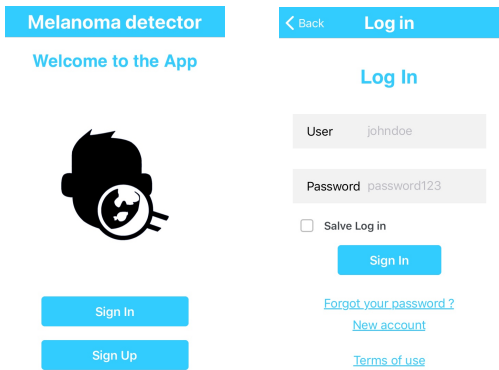 Melanoma detector
Welcome to the App
Sign In
Sign Up
Back
Log in
Log In
User johndoe
Password password123
Salve Log in
Sign In
Forgot your password ?
New account
Terms of use